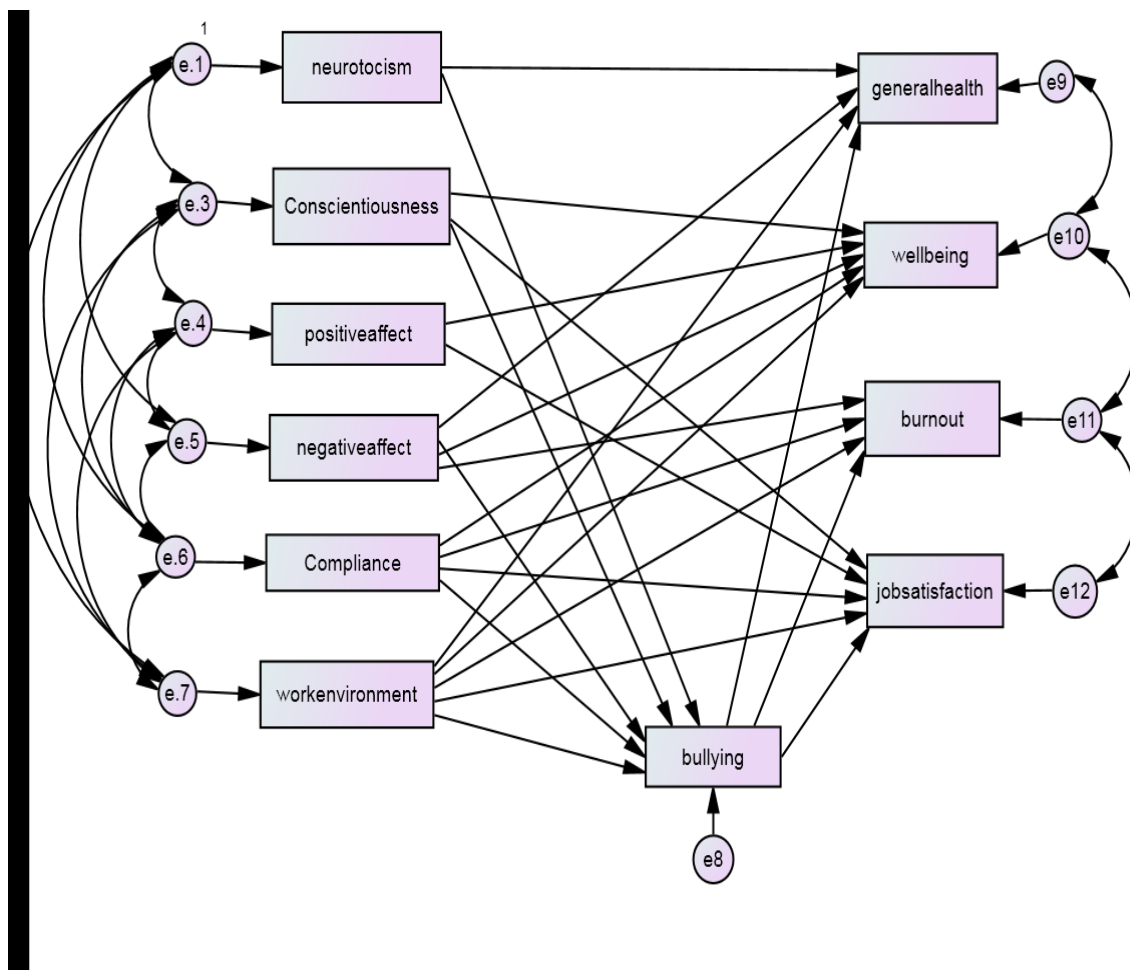 1
e.1
neurotocism
generalhealth
e9
e.3
Conscientiousness
wellbeing
e10
e.4
positiveaffect
e.5
negativeaffect
burnout
e11
e.6
Compliance
jobsatisfaction
e12
e.7
workenvironment
bullying
e8